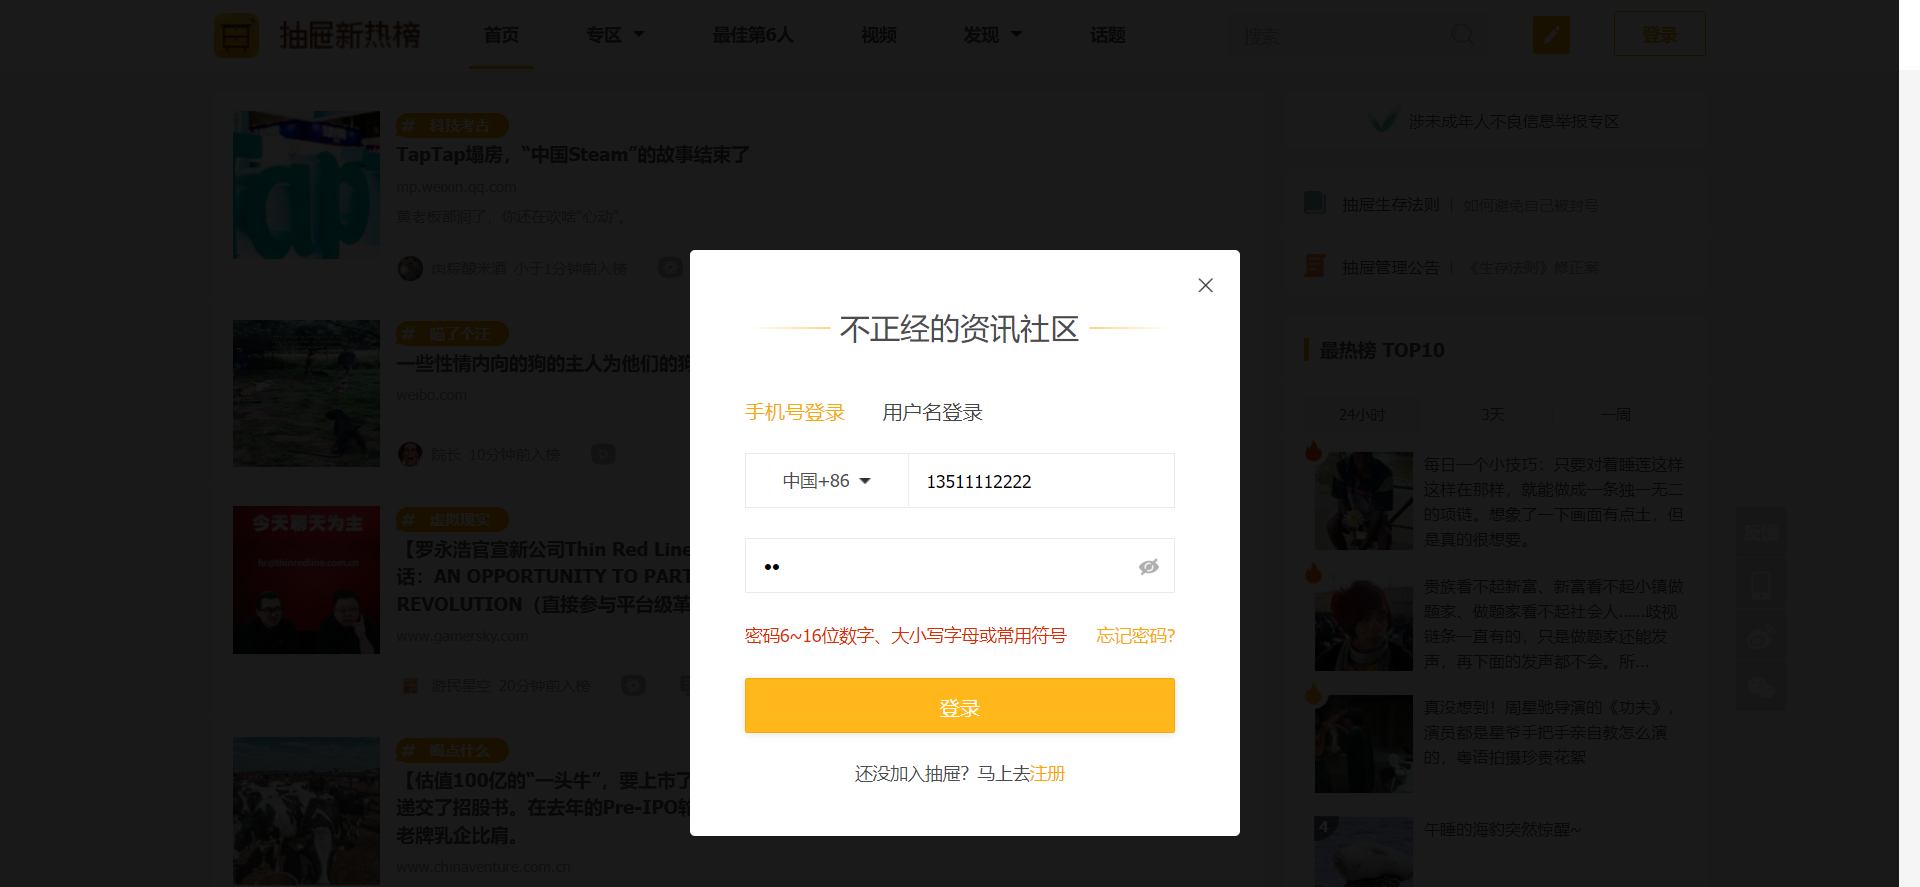 抽屉新热榜
首页
专区
最佳第6人
视频
发现
话题
搜索
登录
# 科技考古
TapTap塌房，“中国Steam”的故事结束了
mp.weixin.qq.com
黄老板都润了，你还在吹啥“心动”。
肉粽酿米酒 小于1分钟前入榜
# 喵了个汪
一些性情内向的狗的主人为他们的狗
weibo.com
院长 10分钟前入榜
今天聊天为主
hr@thinredline.com.cn
# 虚拟现实
【罗永浩官宣新公司Thin Red Line
话：AN OPPORTUNITY TO PART
REVOLUTION（直接参与平台级革
www.gamersky.com
游民星空 20分钟前入榜
# 喝点什么
【估值100亿的“一头牛”，要上市了
递交了招股书。在去年的Pre-IPO轮
老牌乳企比肩。
www.chinaventure.com.cn
不正经的资讯社区
手机号登录
用户名登录
中国+86
13511112222
••
密码6~16位数字、大小写字母或常用符号
忘记密码?
登录
还没加入抽屉？马上去注册
涉未成年人不良信息举报专区
抽屉生存法则 | 如何避免自己被封号
抽屉管理公告 | 《生存法则》修正案
最热榜 TOP10
24小时
3天
一周
每日一个小技巧：只要对着睡莲这样
这样在那样，就能做成一条独一无二
的项链。想象了一下画面有点土，但
是真的很想要。
贵族看不起新富、新富看不起小镇做
题家、做题家看不起社会人……歧视
链条一直有的，只是做题家还能发
声，再下面的发声都不会。所...
真没想到！周星驰导演的《功夫》，
演员都是星爷手把手亲自教怎么演
的，粤语拍摄珍贵花絮
4
午睡的海豹突然惊醒~
反馈